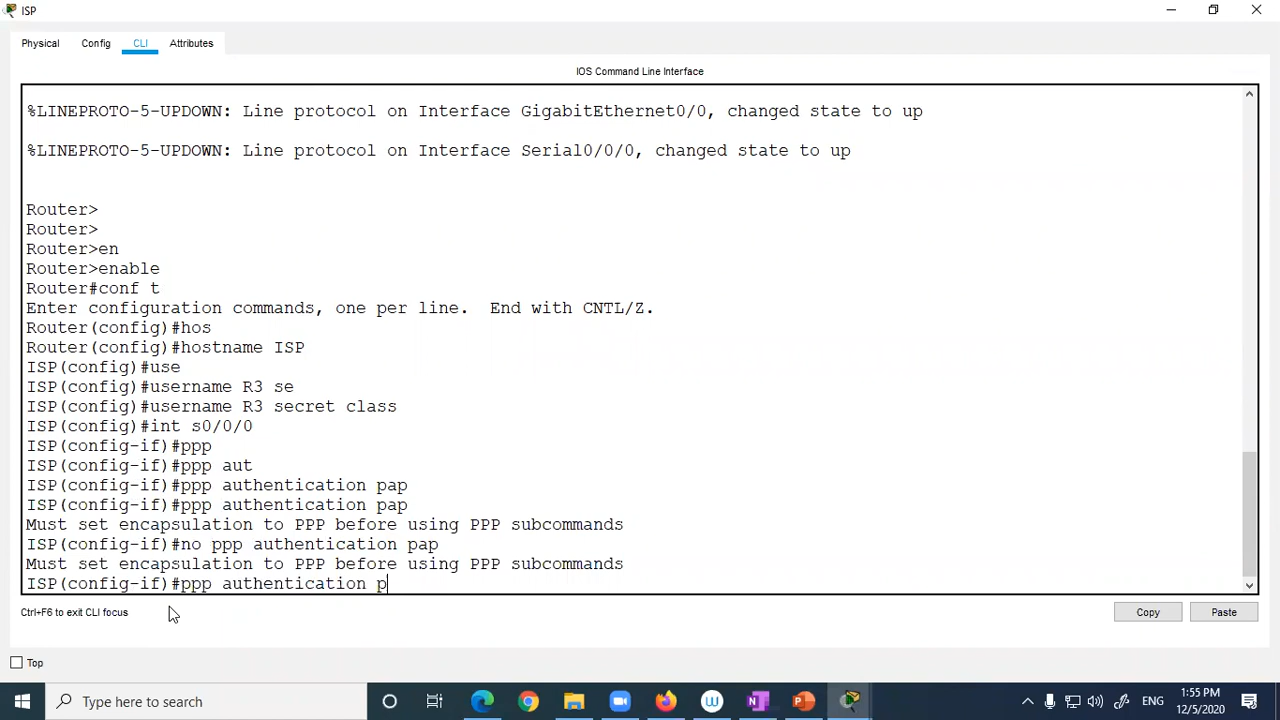 ISP
Physical
Config
CLI
Attributes
IOS Command Line Interface
%LINEPROTO-5-UPDOWN: Line protocol on Interface GigabitEthernet0/0, changed state to up
%LINEPROTO-5-UPDOWN: Line protocol on Interface Serial0/0/0, changed state to up
Router>
Router>
Router>en
Router>enable
Router#conf t
Enter configuration commands, one per line.  End with CNTL/Z.
Router(config)#hos
Router(config)#hostname ISP
ISP(config)#use
ISP(config)#username R3 se
ISP(config)#username R3 secret class
ISP(config)#int s0/0/0
ISP(config-if)#ppp
ISP(config-if)#ppp aut
ISP(config-if)#ppp authentication pap
ISP(config-if)#ppp authentication pap
Must set encapsulation to PPP before using PPP subcommands
ISP(config-if)#no ppp authentication pap
Must set encapsulation to PPP before using PPP subcommands
ISP(config-if)#ppp authentication p
Ctrl+F6 to exit CLI focus
Copy
Paste
Top
Type here to search
ENG
1:55 PM
12/5/2020